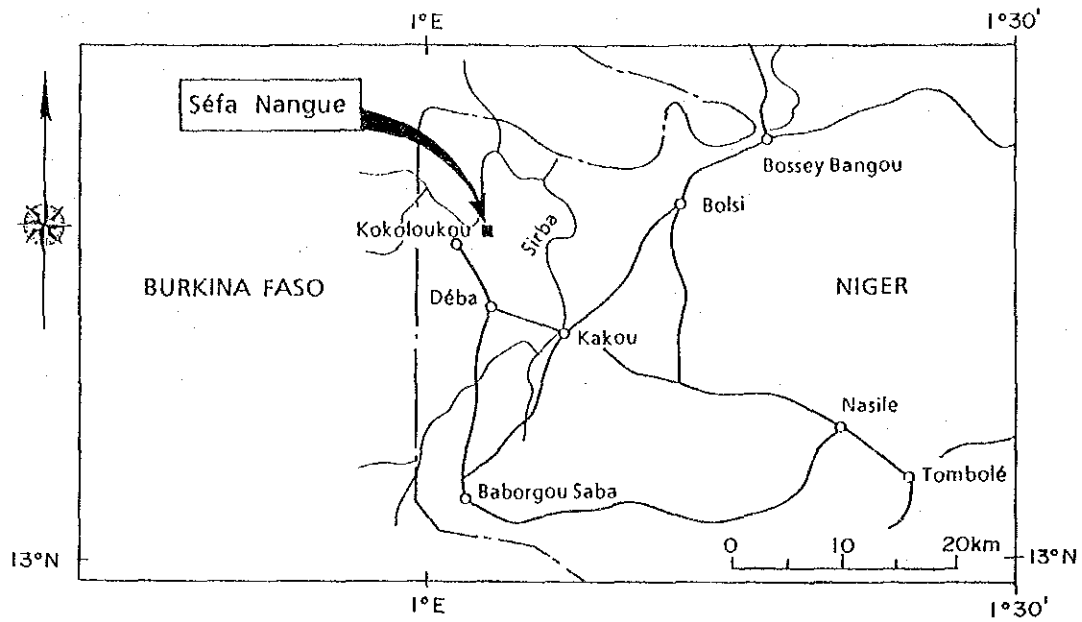 1°E
1°30'
Séfa Nangue
Bossey Bangou
Bolsi
Kokoloukou
Sirba
BURKINA FASO
NIGER
Déba
Kakou
Nasile
Tombolé
Baborgou Saba
0 10 20km
13°N
13°N
1°E
1°30'